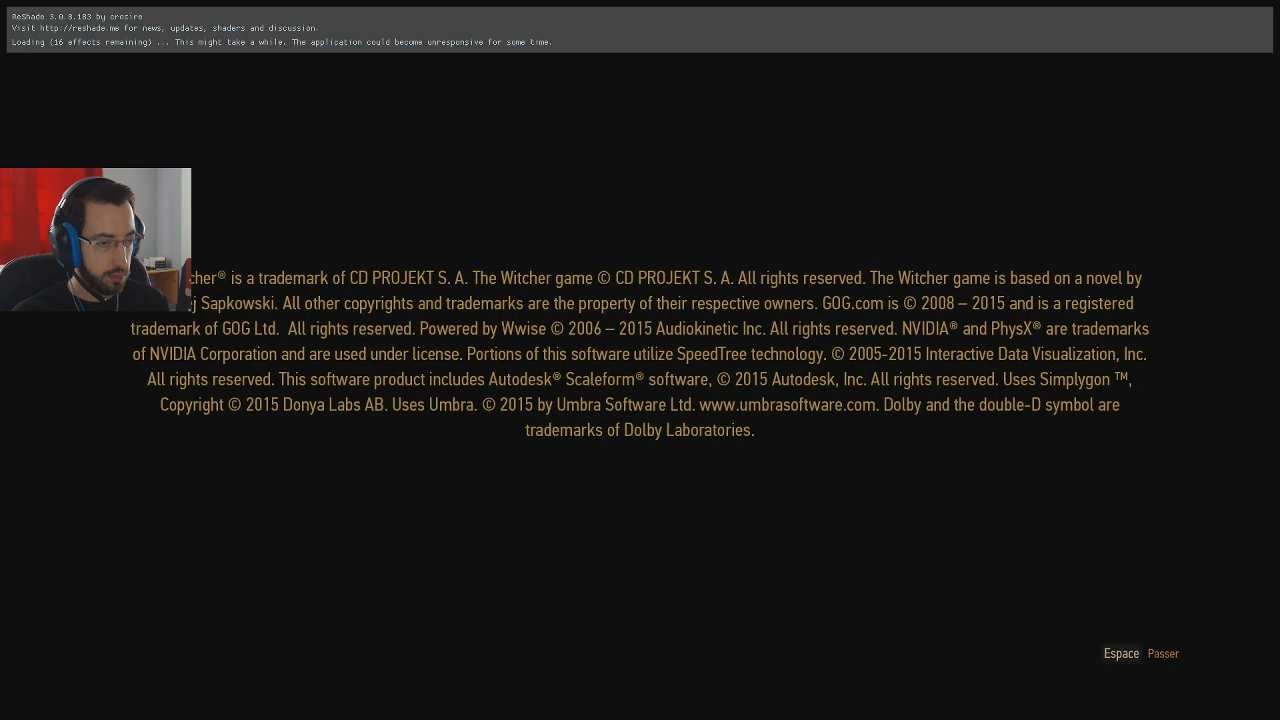 ReShade 3.0.8.183 by crosire
Visit http://reshade.me for news, updates, shaders and discussion.
Loading (16 effects remaining) ... This might take a while. The application could become unresponsive for some time.
cher® is a trademark of CD PROJEKT S. A. The Witcher game © CD PROJEKT S. A. All rights reserved. The Witcher game is based on a novel by
j Sapkowski. All other copyrights and trademarks are the property of their respective owners. GOG.com is © 2008 – 2015 and is a registered
trademark of GOG Ltd.  All rights reserved. Powered by Wwise © 2006 – 2015 Audiokinetic Inc. All rights reserved. NVIDIA® and PhysX® are trademarks
of NVIDIA Corporation and are used under license. Portions of this software utilize SpeedTree technology. © 2005-2015 Interactive Data Visualization, Inc.
All rights reserved. This software product includes Autodesk® Scaleform® software, © 2015 Autodesk, Inc. All rights reserved. Uses Simplygon ™,
Copyright © 2015 Donya Labs AB. Uses Umbra. © 2015 by Umbra Software Ltd. www.umbrasoftware.com. Dolby and the double-D symbol are
trademarks of Dolby Laboratories.
Espace Passer